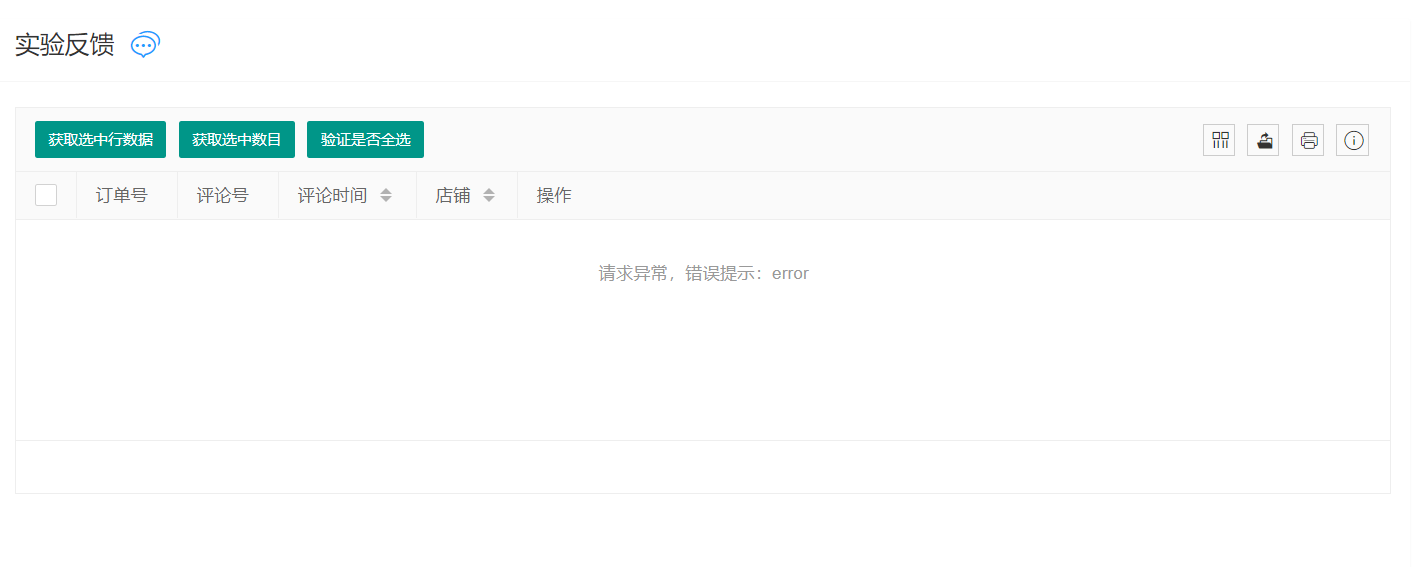 实验反馈
获取选中行数据 获取选中数目 验证是否全选
订单号 评论号 评论时间 店铺 操作
请求异常，错误提示：error